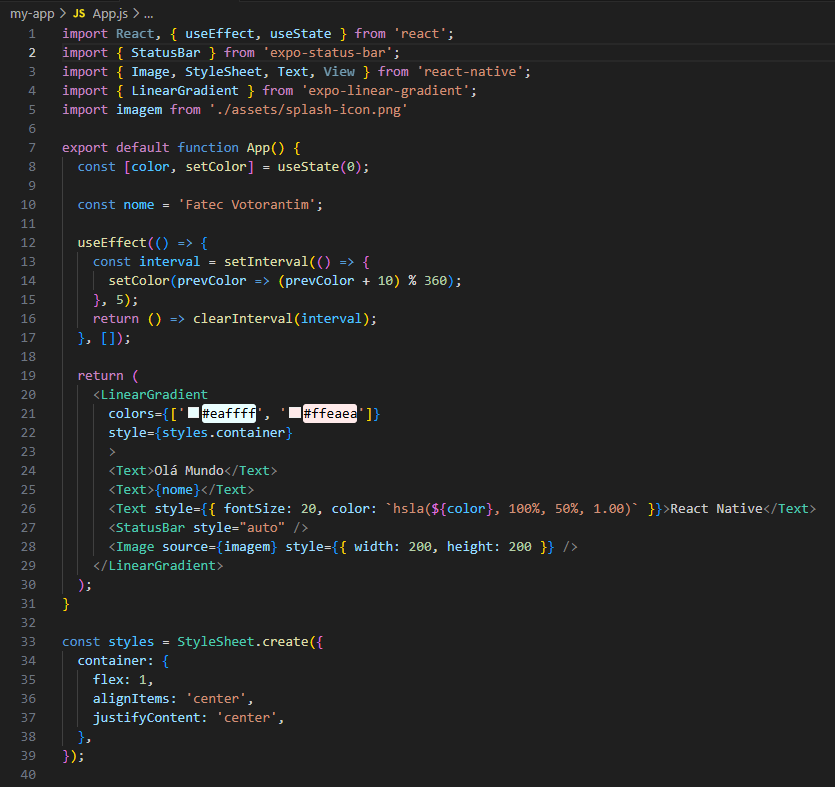 my-app > JS App.js > ...
1 import React, { useEffect, useState } from 'react';
2 import { StatusBar } from 'expo-status-bar';
3 import { Image, StyleSheet, Text, View } from 'react-native';
4 import { LinearGradient } from 'expo-linear-gradient';
5 import imagem from './assets/splash-icon.png'
6
7 export default function App() {
8   const [color, setColor] = useState(0);
9
10   const nome = 'Fatec Votorantim';
11
12   useEffect(() => {
13     const interval = setInterval(() => {
14       setColor(prevColor => (prevColor + 10) % 360);
15     }, 5);
16     return () => clearInterval(interval);
17   }, []);
18
19   return (
20     <LinearGradient
21       colors={['#eaffff', '#ffeaea']}
22       style={styles.container}
23       >
24       <Text>Olá Mundo</Text>
25       <Text>{nome}</Text>
26       <Text style={{ fontSize: 20, color: `hsla(${color}, 100%, 50%, 1.00)` }}>React Native</Text>
27       <StatusBar style="auto" />
28       <Image source={imagem} style={{ width: 200, height: 200 }} />
29     </LinearGradient>
30   );
31 }
32
33 const styles = StyleSheet.create({
34   container: {
35     flex: 1,
36     alignItems: 'center',
37     justifyContent: 'center',
38   },
39 });
40